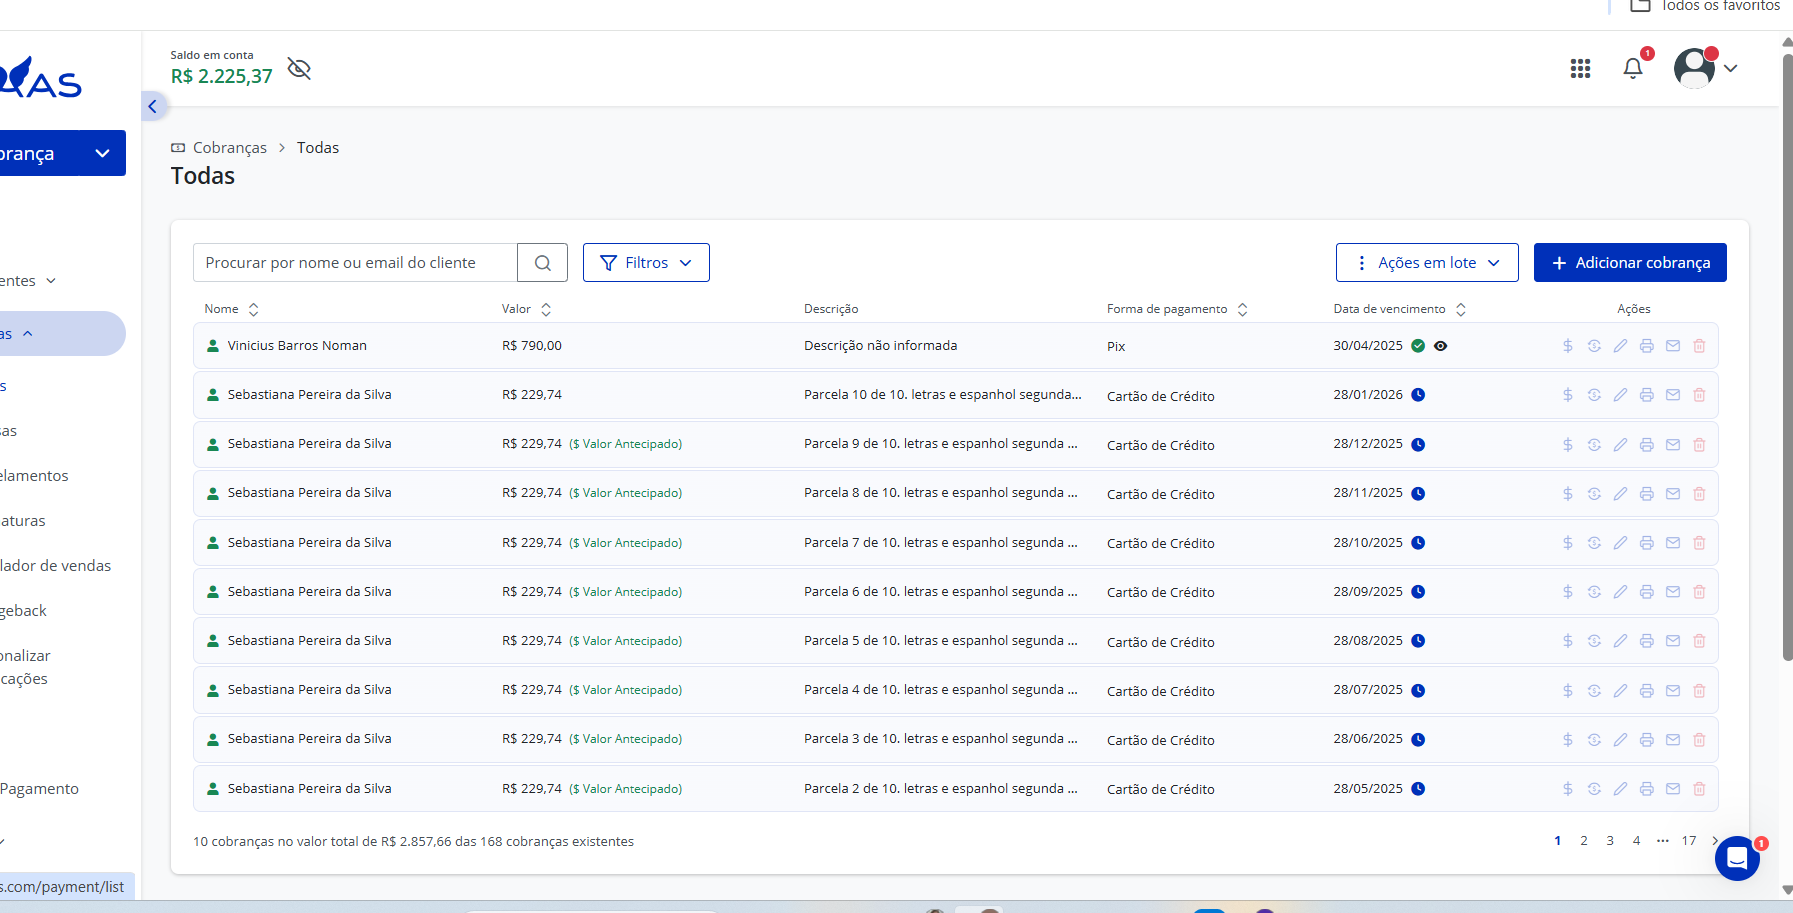 Todos os favoritos
Saldo em conta
R$ 2.225,37
1
AAS
brança
Cobranças > Todas
Todas
Procurar por nome ou email do cliente
Filtros
Ações em lote
+ Adicionar cobrança
entes
as
s
sas
elamentos
aturas
lador de vendas
geback
onalizar
cações
Pagamento
s.com/payment/list
Nome Valor Descrição Forma de pagamento Data de vencimento Ações
Vinicius Barros Noman R$ 790,00 Descrição não informada Pix 30/04/2025
Sebastiana Pereira da Silva R$ 229,74 Parcela 10 de 10. letras e espanhol segunda... Cartão de Crédito 28/01/2026
Sebastiana Pereira da Silva R$ 229,74 ($ Valor Antecipado) Parcela 9 de 10. letras e espanhol segunda ... Cartão de Crédito 28/12/2025
Sebastiana Pereira da Silva R$ 229,74 ($ Valor Antecipado) Parcela 8 de 10. letras e espanhol segunda ... Cartão de Crédito 28/11/2025
Sebastiana Pereira da Silva R$ 229,74 ($ Valor Antecipado) Parcela 7 de 10. letras e espanhol segunda ... Cartão de Crédito 28/10/2025
Sebastiana Pereira da Silva R$ 229,74 ($ Valor Antecipado) Parcela 6 de 10. letras e espanhol segunda ... Cartão de Crédito 28/09/2025
Sebastiana Pereira da Silva R$ 229,74 ($ Valor Antecipado) Parcela 5 de 10. letras e espanhol segunda ... Cartão de Crédito 28/08/2025
Sebastiana Pereira da Silva R$ 229,74 ($ Valor Antecipado) Parcela 4 de 10. letras e espanhol segunda ... Cartão de Crédito 28/07/2025
Sebastiana Pereira da Silva R$ 229,74 ($ Valor Antecipado) Parcela 3 de 10. letras e espanhol segunda ... Cartão de Crédito 28/06/2025
Sebastiana Pereira da Silva R$ 229,74 ($ Valor Antecipado) Parcela 2 de 10. letras e espanhol segunda ... Cartão de Crédito 28/05/2025
10 cobranças no valor total de R$ 2.857,66 das 168 cobranças existentes
1 2 3 4 ... 17 >
1